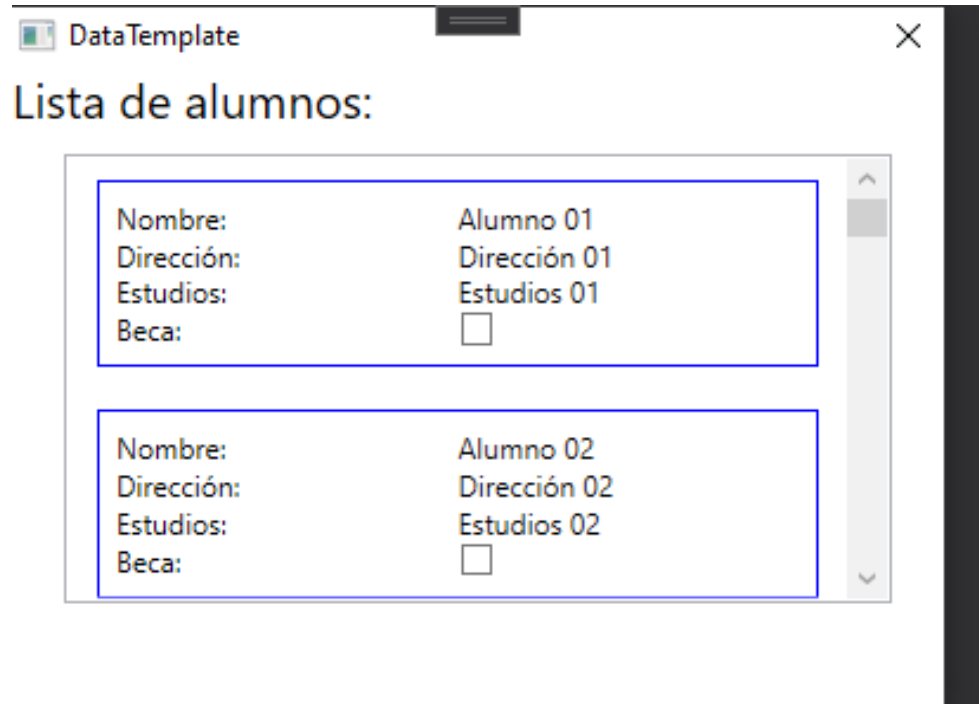 DataTemplate
Lista de alumnos:
Nombre: Alumno 01
Dirección: Dirección 01
Estudios: Estudios 01
Beca:
Nombre: Alumno 02
Dirección: Dirección 02
Estudios: Estudios 02
Beca: